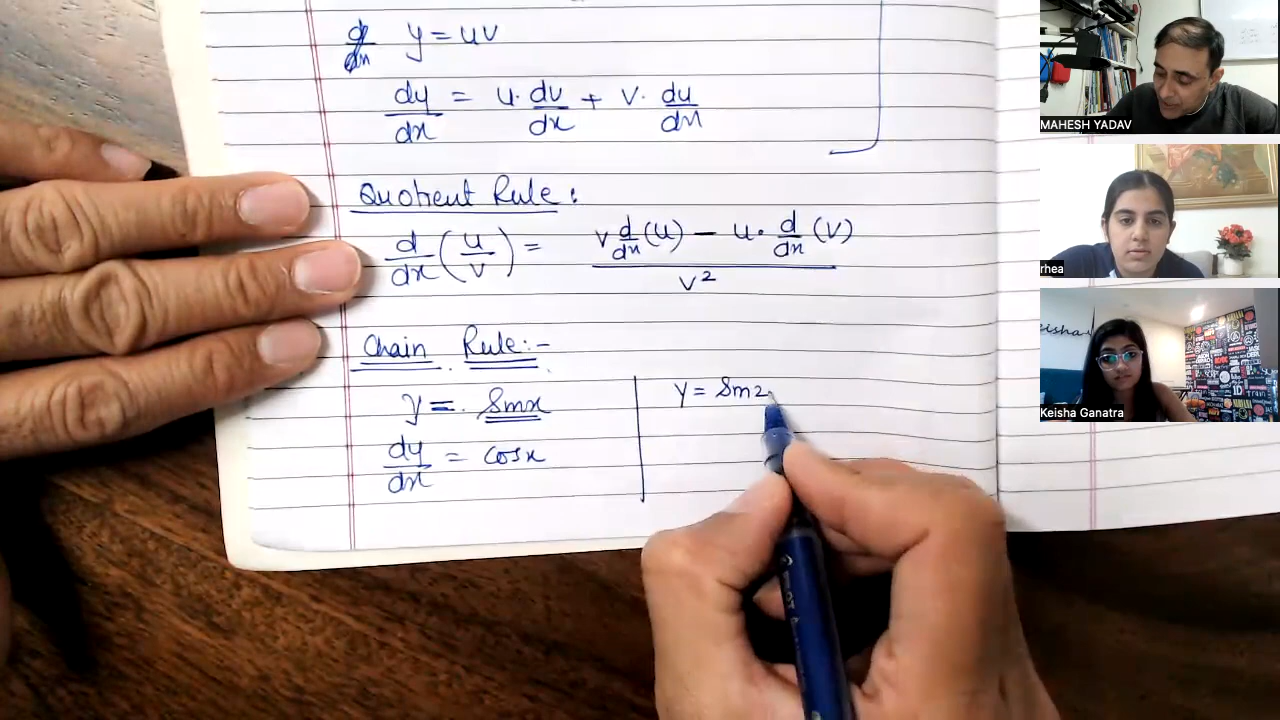 d/dx y = uv
dy/dx = u. dv/dx + v. du/dx
Quotient Rule:
d/dx (u/v) = v d/dx (u) - u. d/dx (v) / v²
Chain Rule:-
y = sinx
dy/dx = cosx
y = sin2
MAHESH YADAV
rhea
Keisha Ganatra